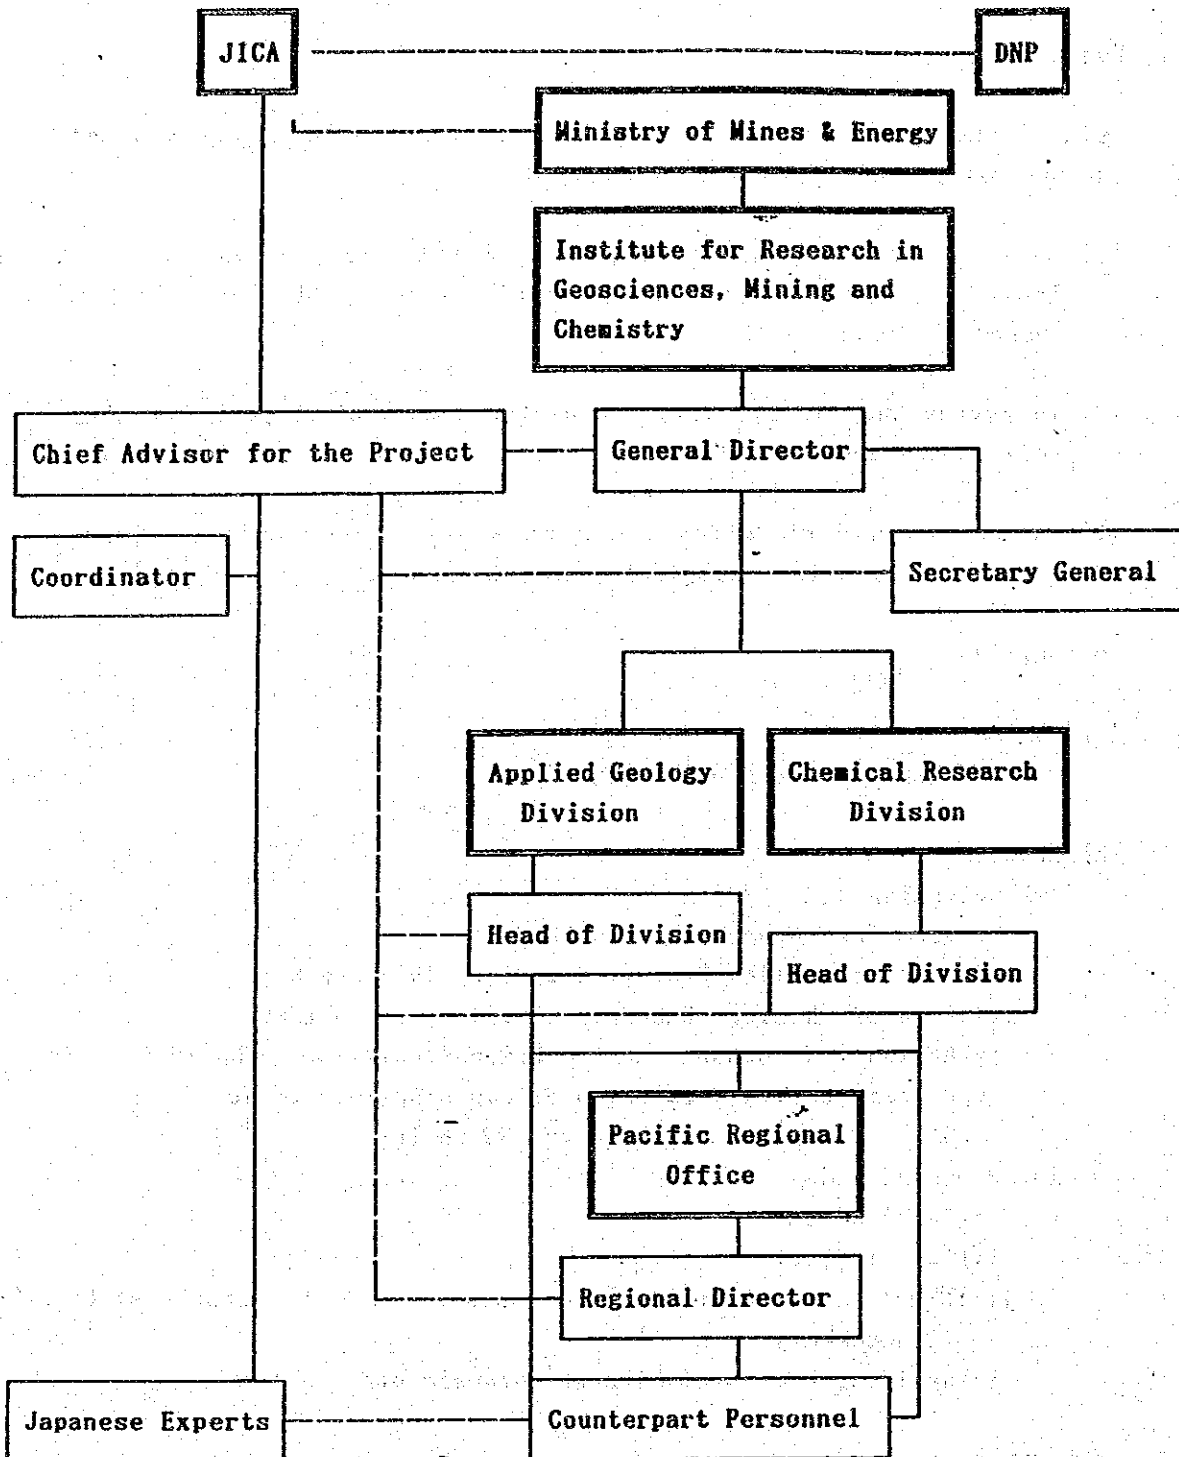 JICA
DNP
Ministry of Mines & Energy
Institute for Research in
Geosciences, Mining and
Chemistry
Chief Advisor for the Project
General Director
Coordinator
Secretary General
Applied Geology
Division
Chemical Research
Division
Head of Division
Head of Division
Pacific Regional
Office
Regional Director
Japanese Experts
Counterpart Personnel